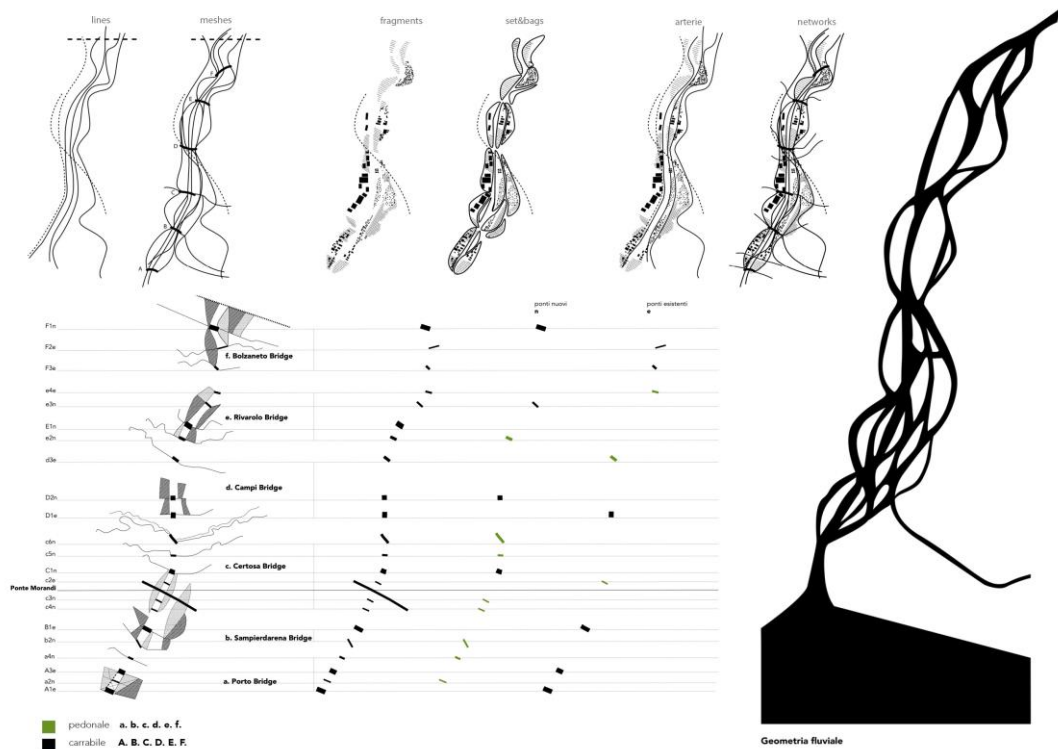 lines
meshes
fragments
set&bags
arterie
networks
F
E
D
C
B
A
ponti nuovi
n
ponti esistenti
e
F1n
F2e
f. Bolzaneto Bridge
F3e
e4e
e3n
e. Rivarolo Bridge
E1n
e2n
d3e
d. Campi Bridge
D2n
D1e
c6n
c5n
c. Certosa Bridge
C1n
c2e
Ponte Morandi
c3n
c4n
B1e
b. Sampierdarena Bridge
b2n
a4n
A3e
a. Porto Bridge
a2n
A1e
pedonale a. b. c. d. e. f.
carrabile A. B. C. D. E. F.
Geometria fluviale